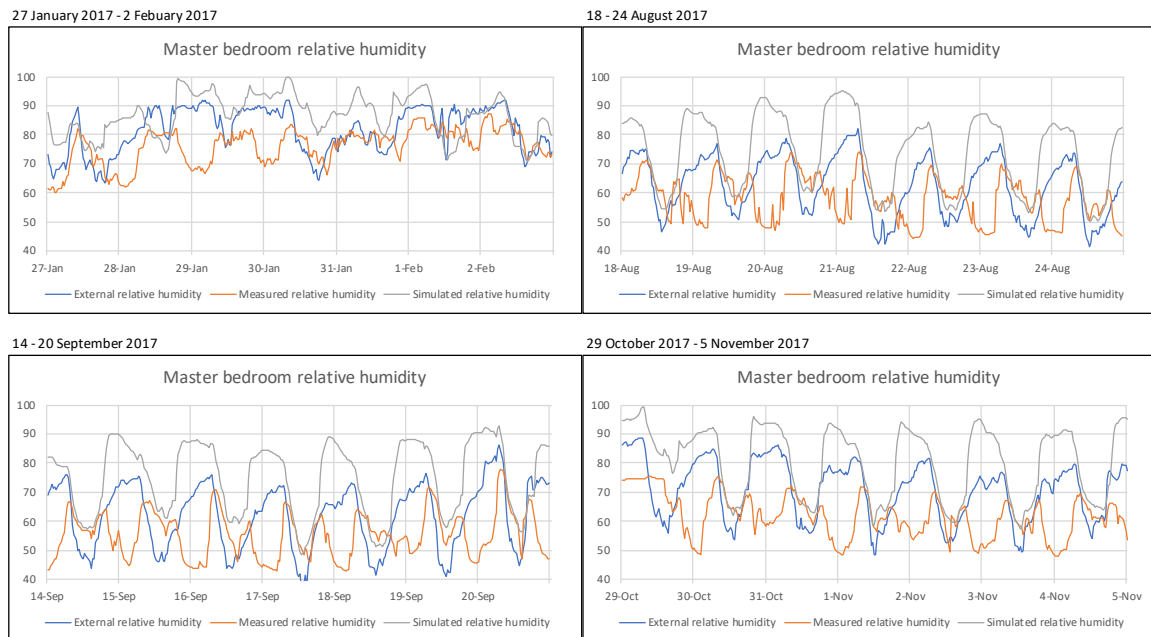 27 January 2017 - 2 Febuary 2017
Master bedroom relative humidity
100
90
80
70
60
50
40
27-Jan 28-Jan 29-Jan 30-Jan 31-Jan 1-Feb 2-Feb
External relative humidity Measured relative humidity Simulated relative humidity
18 - 24 August 2017
Master bedroom relative humidity
100
90
80
70
60
50
40
18-Aug 19-Aug 20-Aug 21-Aug 22-Aug 23-Aug 24-Aug
External relative humidity Measured relative humidity Simulated relative humidity
14 - 20 September 2017
Master bedroom relative humidity
100
90
80
70
60
50
40
14-Sep 15-Sep 16-Sep 17-Sep 18-Sep 19-Sep 20-Sep
External relative humidity Measured relative humidity Simulated relative humidity
29 October 2017 - 5 November 2017
Master bedroom relative humidity
100
90
80
70
60
50
40
29-Oct 30-Oct 31-Oct 1-Nov 2-Nov 3-Nov 4-Nov 5-Nov
External relative humidity Measured relative humidity Simulated relative humidity